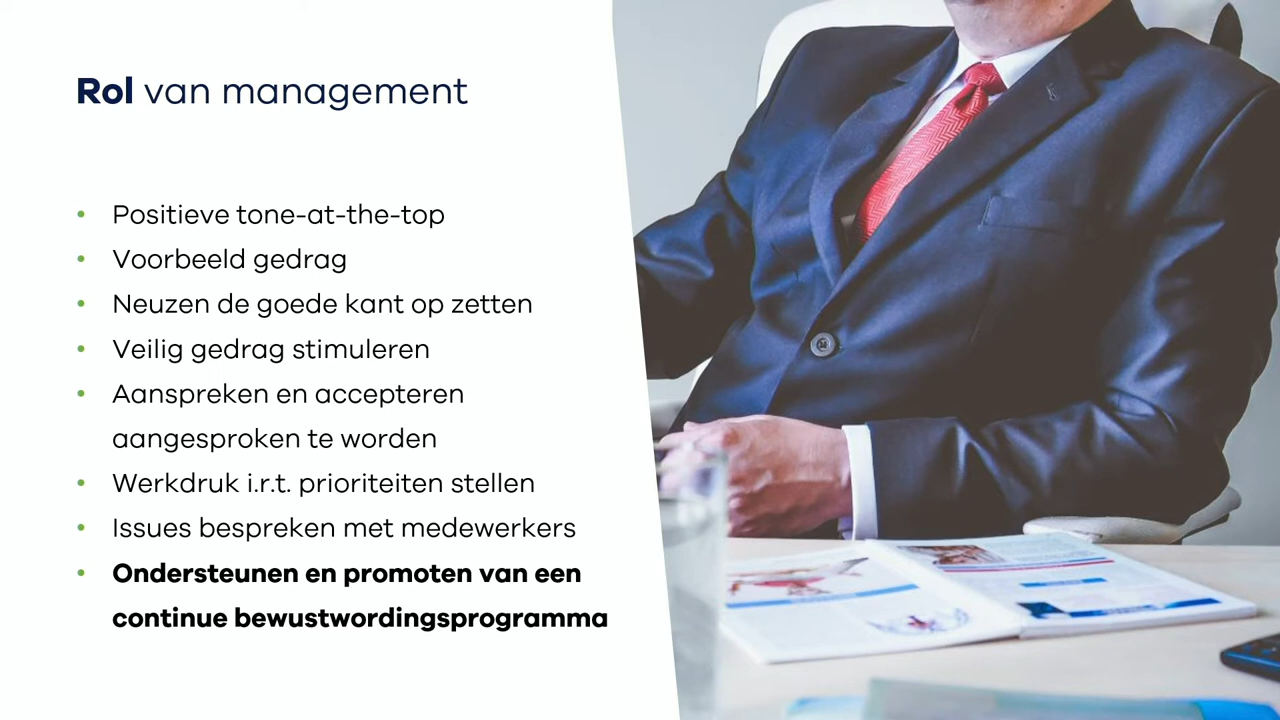 Rol van management
• Positieve tone-at-the-top
• Voorbeeld gedrag
• Neuzen de goede kant op zetten
• Veilig gedrag stimuleren
• Aanspreken en accepteren
aangesproken te worden
• Werkdruk i.r.t. prioriteiten stellen
• Issues bespreken met medewerkers
• Ondersteunen en promoten van een
continue bewustwordingsprogramma